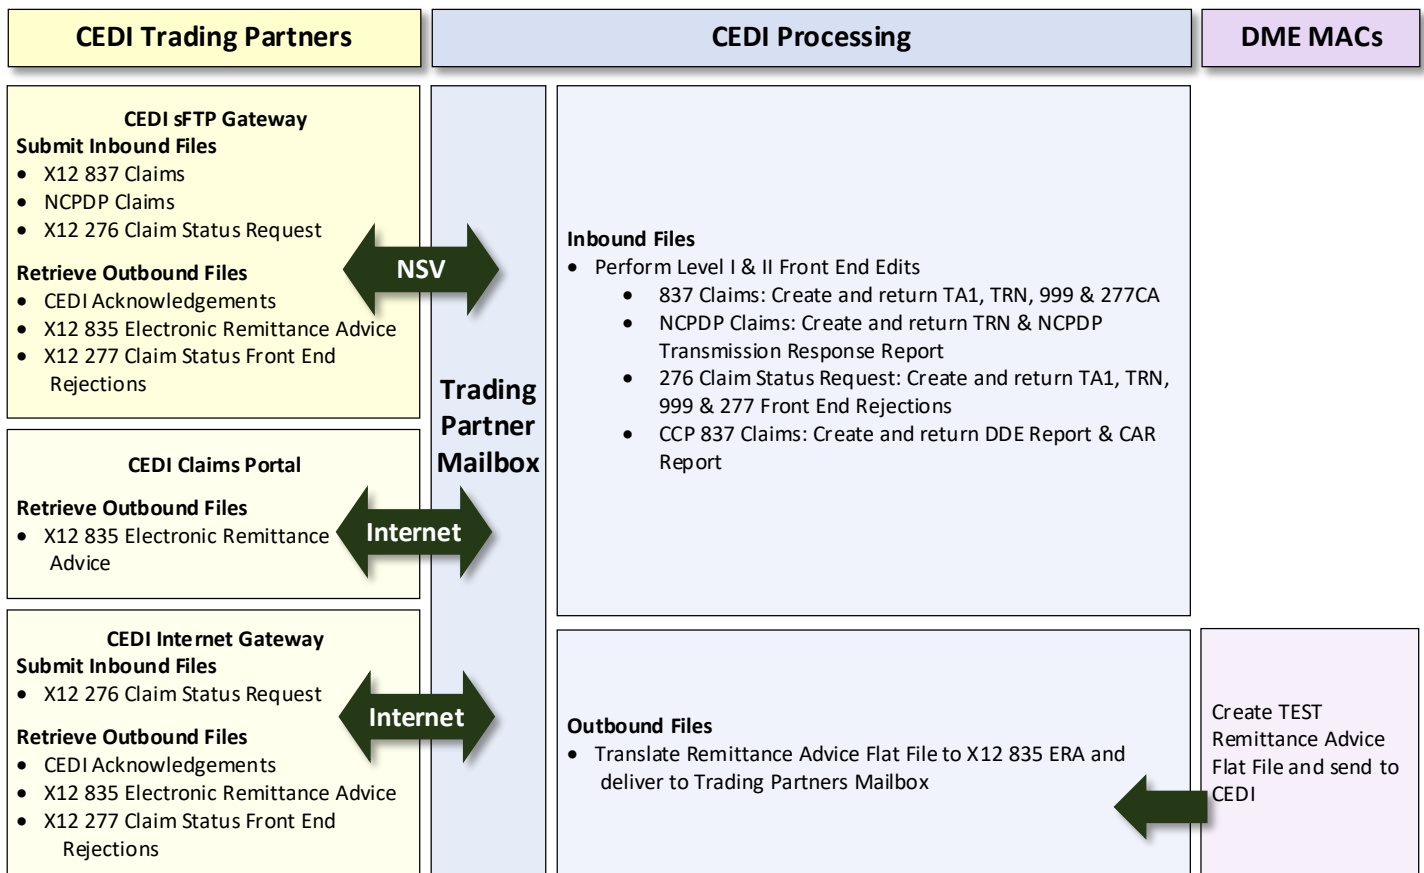 CEDI Trading Partners
CEDI Processing
DME MACs
CEDI sFTP Gateway
Submit Inbound Files
• X12 837 Claims
• NCPDP Claims
• X12 276 Claim Status Request
Retrieve Outbound Files
• CEDI Acknowledgements
• X12 835 Electronic Remittance Advice
• X12 277 Claim Status Front End
Rejections
NSV
CEDI Claims Portal
Retrieve Outbound Files
• X12 835 Electronic Remittance
Advice
Internet
CEDI Internet Gateway
Submit Inbound Files
• X12 276 Claim Status Request
Retrieve Outbound Files
• CEDI Acknowledgements
• X12 835 Electronic Remittance Advice
• X12 277 Claim Status Front End
Rejections
Internet
Trading
Partner
Mailbox
Inbound Files
• Perform Level I & II Front End Edits
• 837 Claims: Create and return TA1, TRN, 999 & 277CA
• NCPDP Claims: Create and return TRN & NCPDP
Transmission Response Report
• 276 Claim Status Request: Create and return TA1, TRN,
999 & 277 Front End Rejections
• CCP 837 Claims: Create and return DDE Report & CAR
Report
Outbound Files
• Translate Remittance Advice Flat File to X12 835 ERA and
deliver to Trading Partners Mailbox
Create TEST
Remittance Advice
Flat File and send to
CEDI